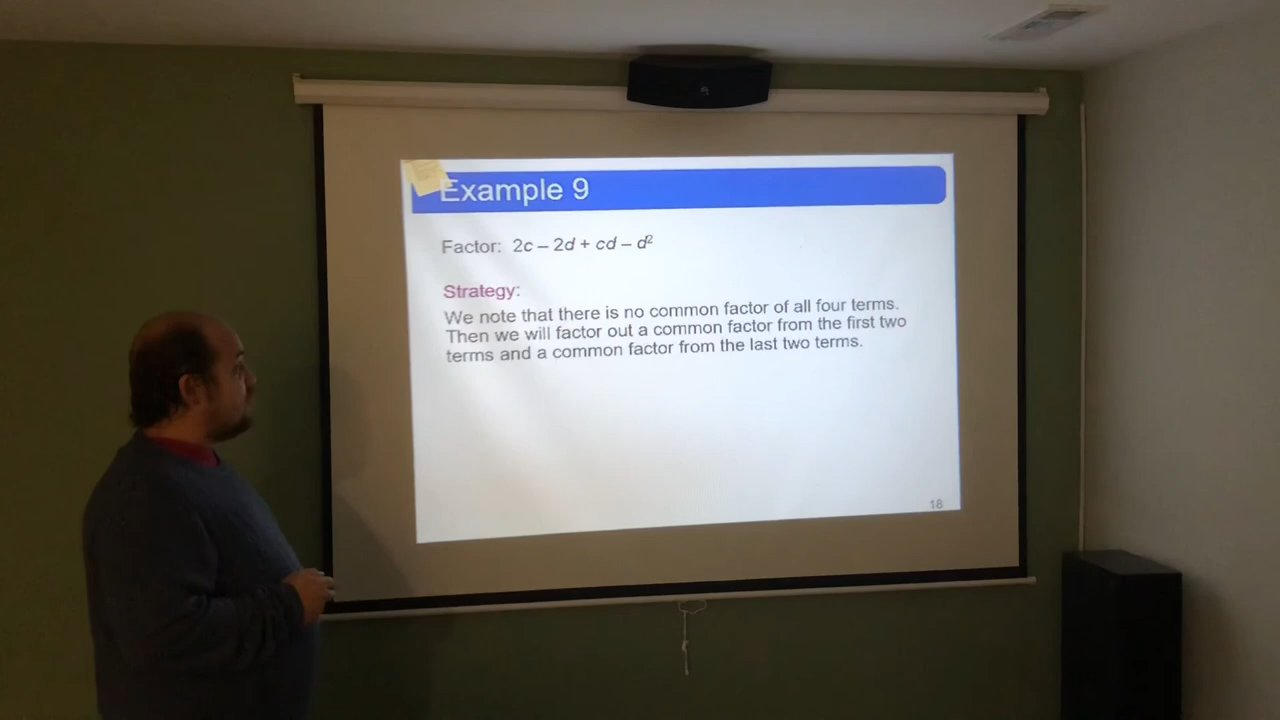 Example 9
Factor: 2c – 2d + cd – d²
Strategy:
We note that there is no common factor of all four terms.
Then we will factor out a common factor from the first two
terms and a common factor from the last two terms.
18